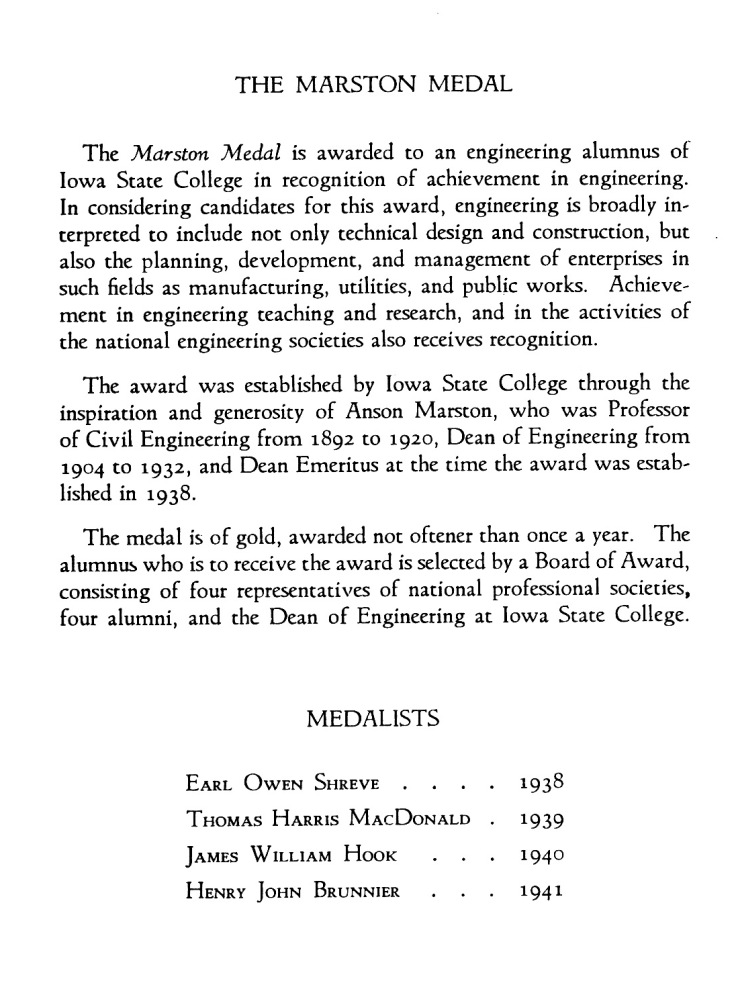 THE MARSTON MEDAL
The Marston Medal is awarded to an engineering alumnus of
Iowa State College in recognition of achievement in engineering.
In considering candidates for this award, engineering is broadly in-
terpreted to include not only technical design and construction, but
also the planning, development, and management of enterprises in
such fields as manufacturing, utilities, and public works. Achieve-
ment in engineering teaching and research, and in the activities of
the national engineering societies also receives recognition.
The award was established by Iowa State College through the
inspiration and generosity of Anson Marston, who was Professor
of Civil Engineering from 1892 to 1920, Dean of Engineering from
1904 to 1932, and Dean Emeritus at the time the award was estab-
lished in 1938.
The medal is of gold, awarded not oftener than once a year. The
alumnus who is to receive the award is selected by a Board of Award,
consisting of four representatives of national professional societies,
four alumni, and the Dean of Engineering at Iowa State College.
MEDALISTS
Earl Owen Shreve . . . . 1938
Thomas Harris MacDonald . 1939
James William Hook . . . 1940
Henry John Brunnier . . . 1941